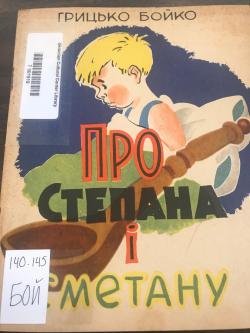 ГРИЦЬКО БОЙКО
ПРО
СТЕПАНА
і
СМЕТАНУ
140.145
БОЙ